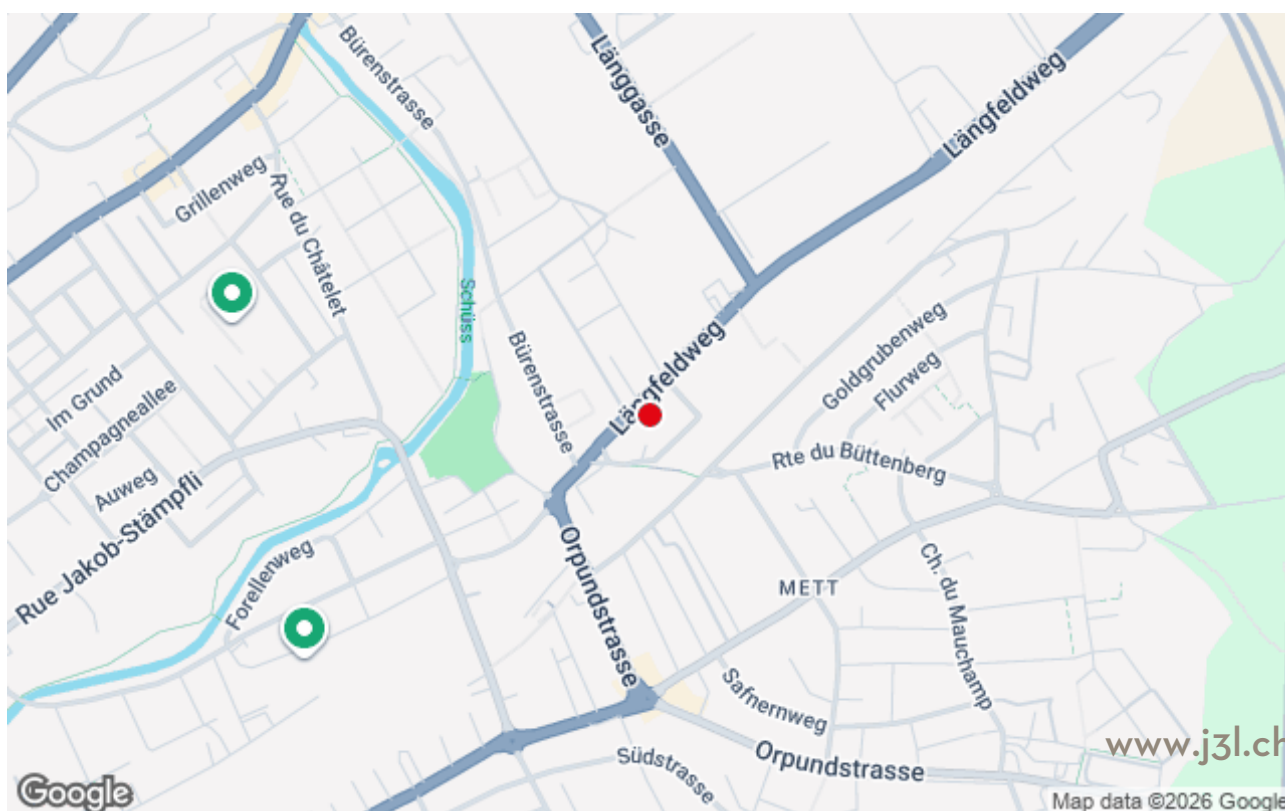 Bürenstrasse
Länggasse
Längfeldweg
Grillenweg
Rue du Châtelet
Schüss
Bürenstrasse
Längfeldweg
Goldgrubenweg
Flurweg
Im Grund
Champagneallee
Auweg
Rue Jakob-Stämpfli
Rte du Büttenberg
Forellenweg
Orpundstrasse
METT
Ch. du Mauchamp
Safnernweg
Südstrasse
Orpundstrasse
www.j3l.ch
Google
Map data ©2026 Google